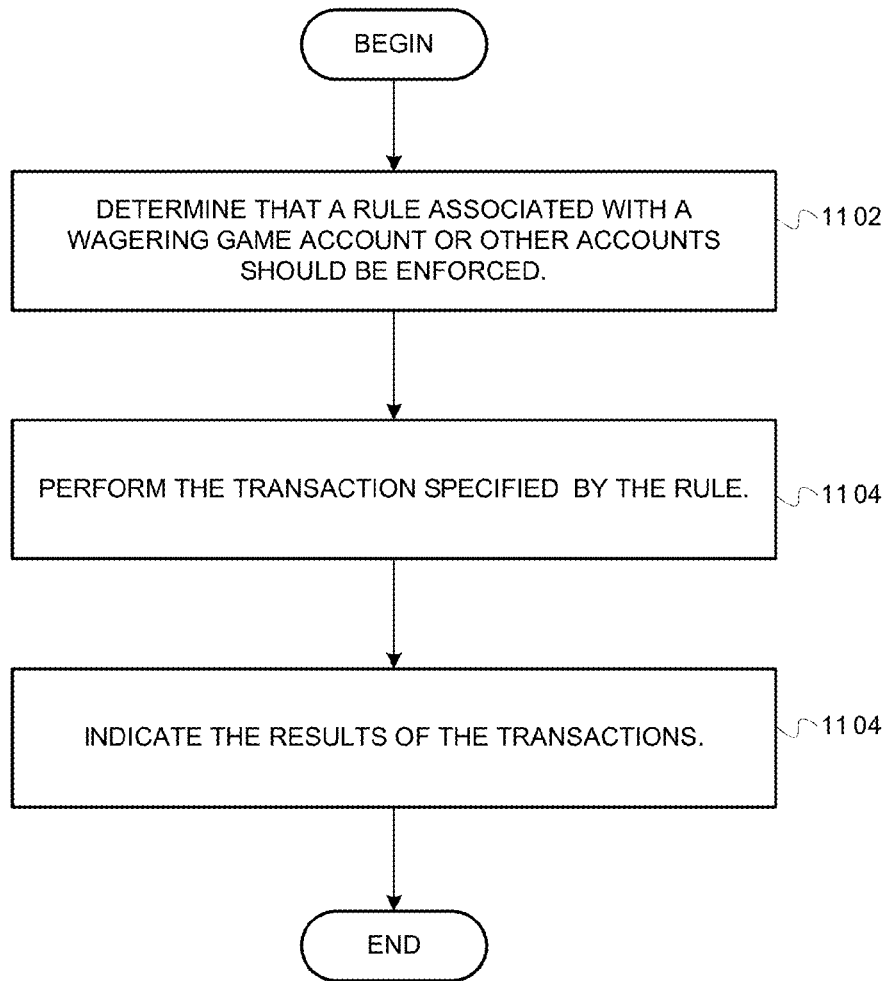 BEGIN
DETERMINE THAT A RULE ASSOCIATED WITH A
WAGERING GAME ACCOUNT OR OTHER ACCOUNTS
SHOULD BE ENFORCED.
1102
PERFORM THE TRANSACTION SPECIFIED BY THE RULE.
1104
INDICATE THE RESULTS OF THE TRANSACTIONS.
1104
END